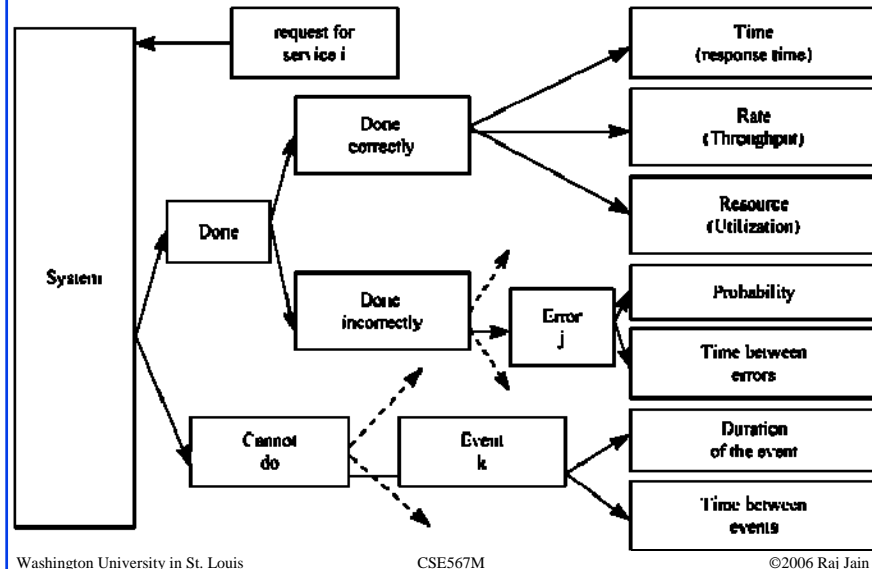 request for
service i
Time
(response time)
Done
correctly
Rate
(Throughput)
Resource
(Utilization)
Done
System
Done
incorrectly
Error
j
Probability
Time between
errors
Cannot
do
Event
k
Duration
of the event
Time between
events
Washington University in St. Louis
CSE567M
©2006 Raj Jain